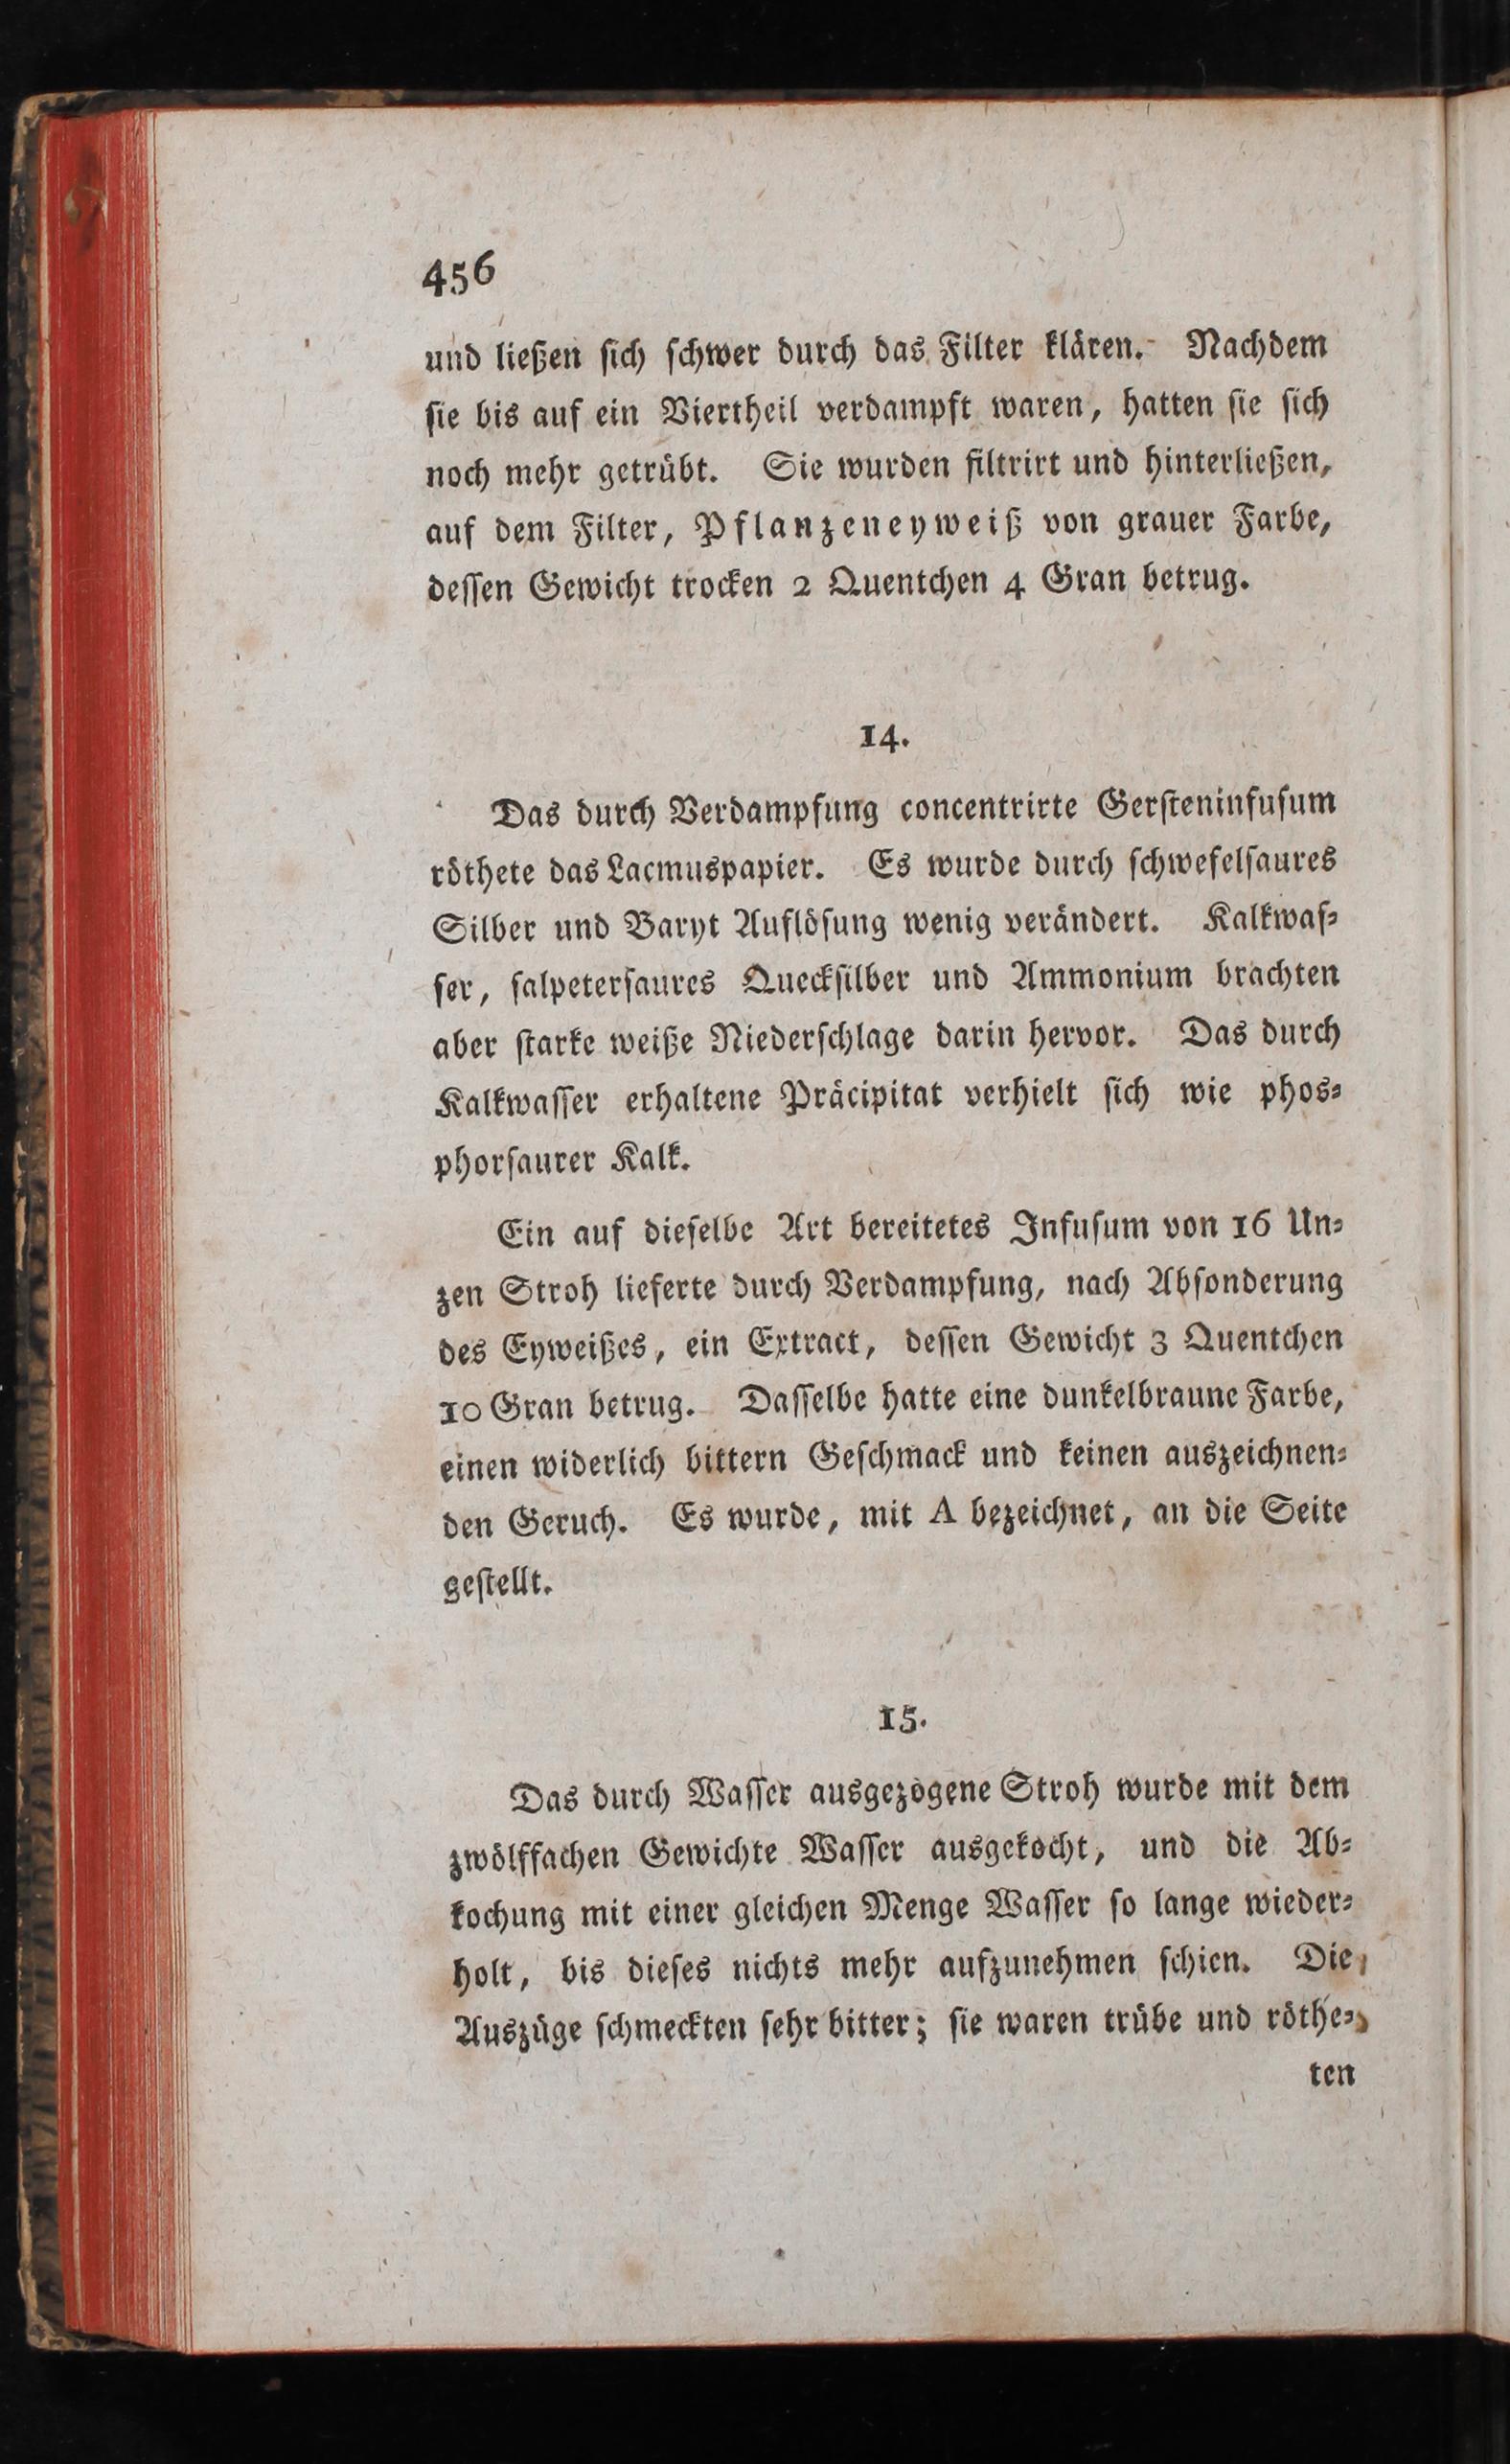 456
und ließen ſich ſchwer durch das Filter klären. Nachdem
ſie bis auf ein Viertheil verdampft waren, hatten ſie ſich
noch mehr getrübt. Sie wurden filtrirt und hinterließen,
auf dem Filter, Pflanzeneyweiß von grauer Farbe,
deſſen Gewicht trocken 2 Quentchen 4 Gran betrug.
14.
Das durch Verdampfung concentrirte Gerſteninfuſum
röthete das Lacmuspapier. Es wurde durch ſchwefelſaures
Silber und Baryt Auflöſung wenig verändert. Kalkwaſ⸗
ſer, ſalpeterſaures Queckſilber und Ammonium brachten
aber ſtarke weiße Niederſchlage darin hervor. Das durch
Kalkwaſſer erhaltene Präcipitat verhielt ſich wie phos⸗
phorſaurer Kalk.
Ein auf dieſelbe Art bereitetes Infuſum von 16 Un⸗
zen Stroh lieferte durch Verdampfung, nach Abſonderung
des Eyweißes, ein Extract, deſſen Gewicht 3 Quentchen
10 Gran betrug. Daſſelbe hatte eine dunkelbraune Farbe,
einen widerlich bittern Geſchmack und keinen auszeichnen⸗
den Geruch. Es wurde, mit A bezeichnet, an die Seite
geſtellt.
15.
Das durch Waſſer ausgezogene Stroh wurde mit dem
zwölffachen Gewichte Waſſer ausgekocht, und die Ab⸗
kochung mit einer gleichen Menge Waſſer ſo lange wieder⸗
holt, bis dieſes nichts mehr aufzunehmen ſchien. Die
Auszüge ſchmeckten ſehr bitter; ſie waren trübe und röthe⸗
ten